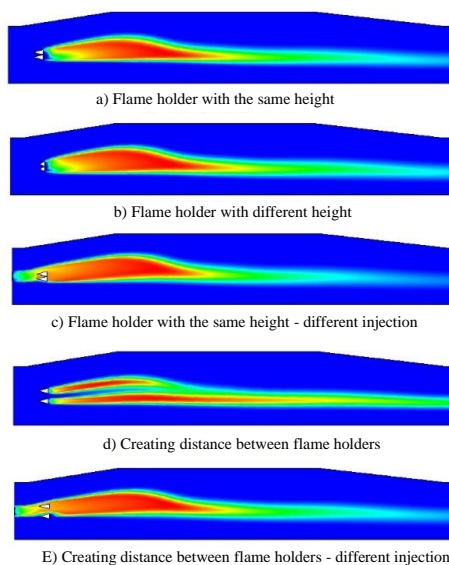 a) Flame holder with the same height
b) Flame holder with different height
c) Flame holder with the same height - different injection
d) Creating distance between flame holders
E) Creating distance between flame holders - different injection